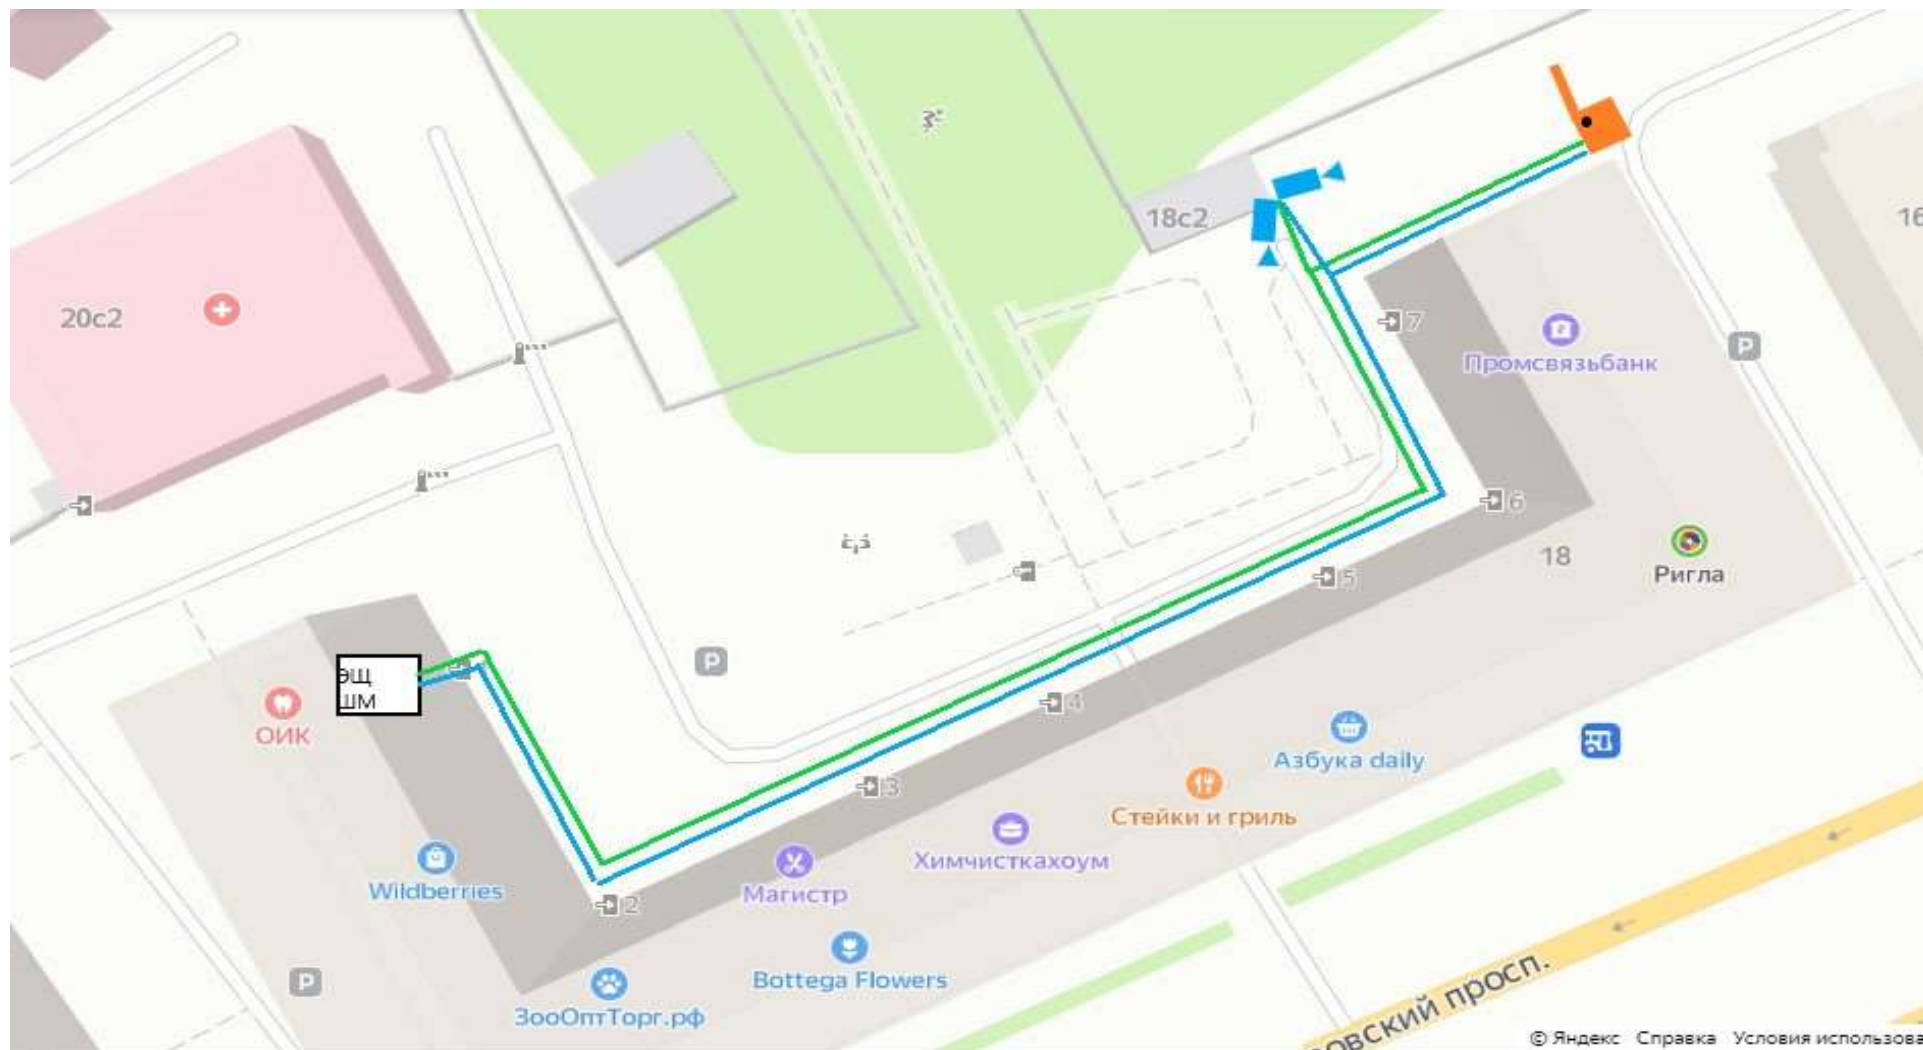 18с2
16
20с2
7
Промсвязьбанк
P
6
18
5
Ригла
P
ЭЩ
ШМ
ОИК
4
Азбука daily
3
Стейки и гриль
Химчисткахоум
Wildberries
Магистр
2
Bottega Flowers
P
ЗооОптТорг.рф
овский просп.
© Яндекс Справка Условия использова